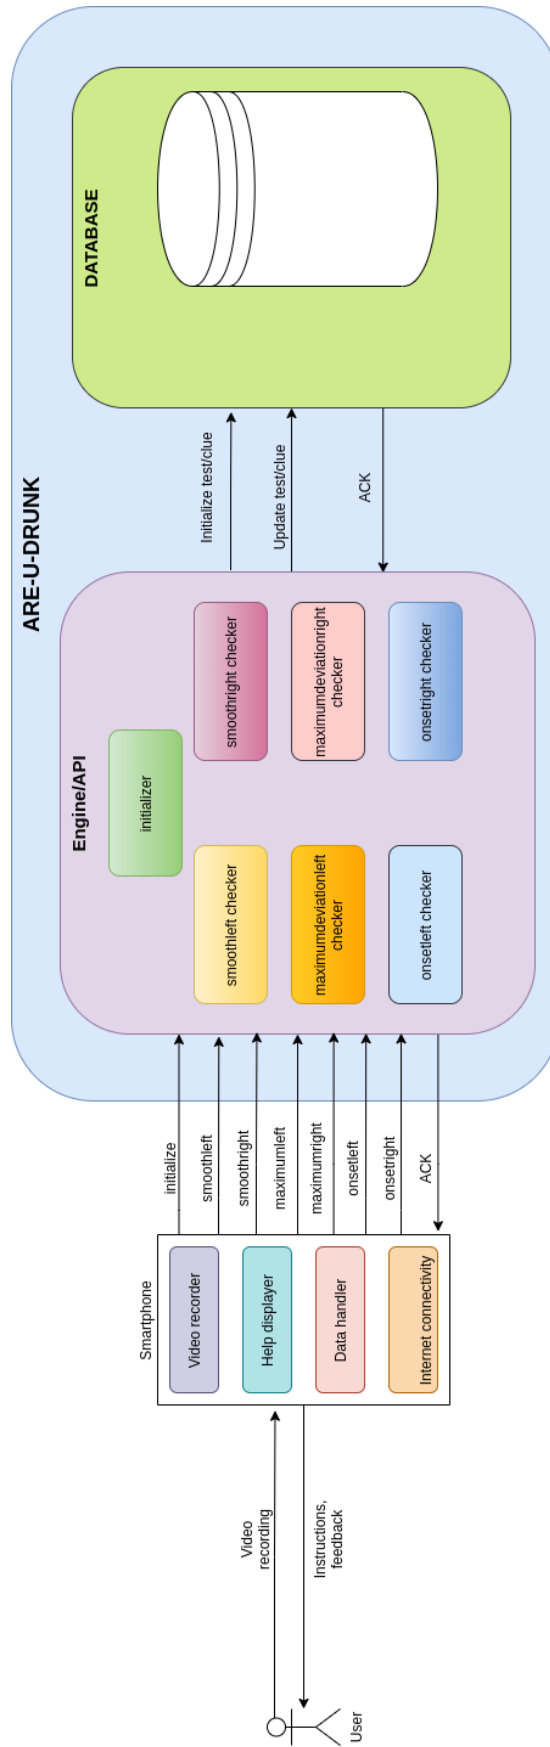 ARE-U-DRUNK
User
Video
recording
Instructions,
feedback
Smartphone
Video recorder
Help displayer
Data handler
Internet connectivity
initialize
smoothleft
smoothright
maximumleft
maximumright
onsetleft
onsetright
ACK
Engine/API
initializer
smoothleft checker
smoothright checker
maximumdeviationleft
checker
maximumdeviationright
checker
onsetleft checker
onsetright checker
Initialize test/clue
Update test/clue
ACK
DATABASE